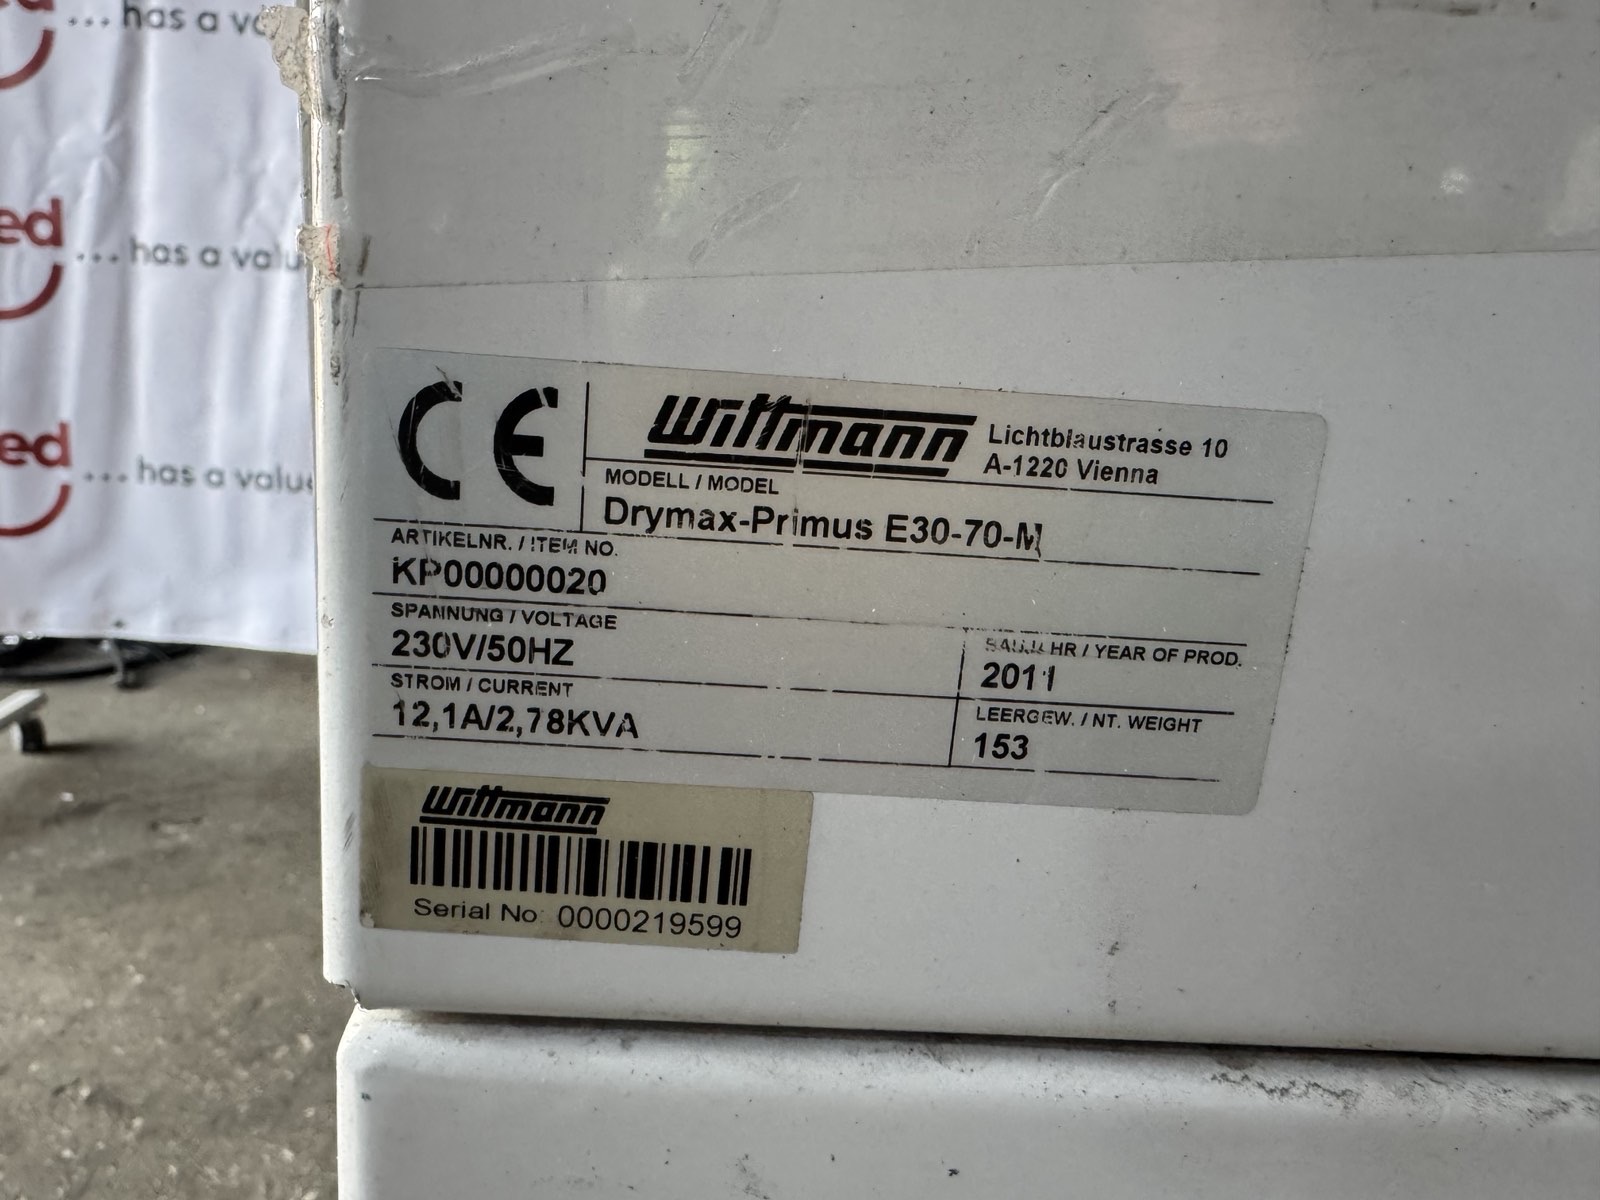 ... has a
ed
... has a valu
ed
... has a value
CE
Wittmann
Lichtblaustrasse 10
A-1220 Vienna
MODELL / MODEL
Drymax-Primus E30-70-M
ARTIKELNR. / ITEM NO.
KP00000020
SPANNUNG / VOLTAGE
230V/50HZ
BAUJAHR / YEAR OF PROD.
2011
STROM / CURRENT
12,1A/2,78KVA
LEERGEW. / NT. WEIGHT
153
Wittmann
Serial No: 0000219599